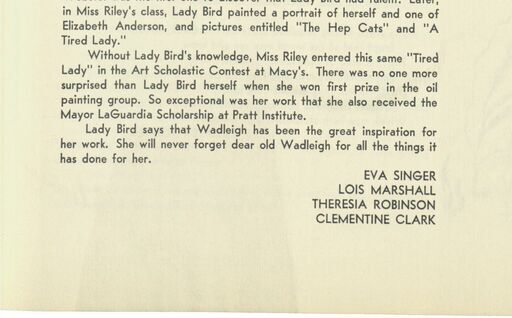 in Miss Riley's class, Lady Bird painted a portrait of herself and one of
Elizabeth Anderson, and pictures entitled "The Hep Cats" and "A
Tired Lady."
Without Lady Bird's knowledge, Miss Riley entered this same "Tired
Lady" in the Art Scholastic Contest at Macy's. There was no one more
surprised than Lady Bird herself when she won first prize in the oil
painting group. So exceptional was her work that she also received the
Mayor LaGuardia Scholarship at Pratt Institute.
Lady Bird says that Wadleigh has been the great inspiration for
her work. She will never forget dear old Wadleigh for all the things it
has done for her.
EVA SINGER
LOIS MARSHALL
THERESIA ROBINSON
CLEMENTINE CLARK